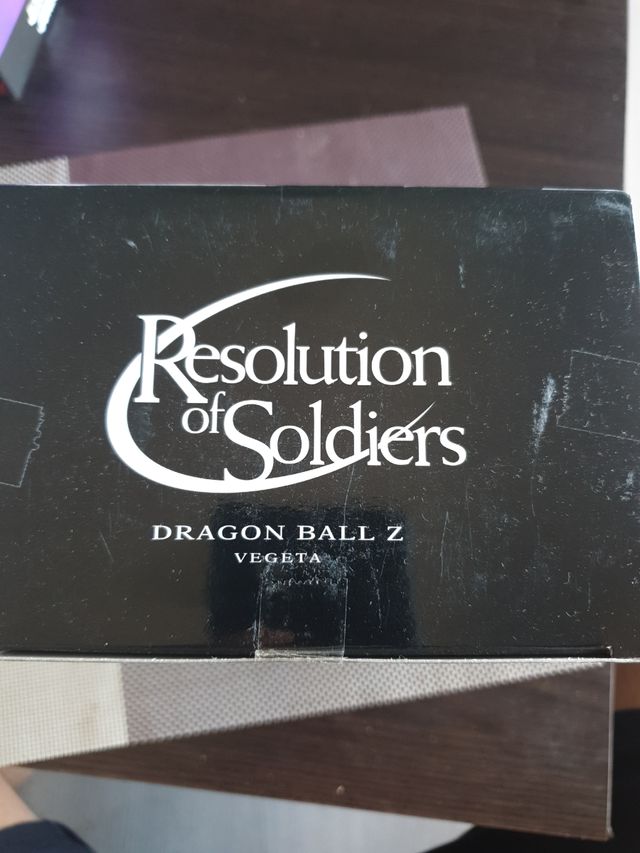 Resolution
of Soldiers
DRAGON BALL Z
VEGETA